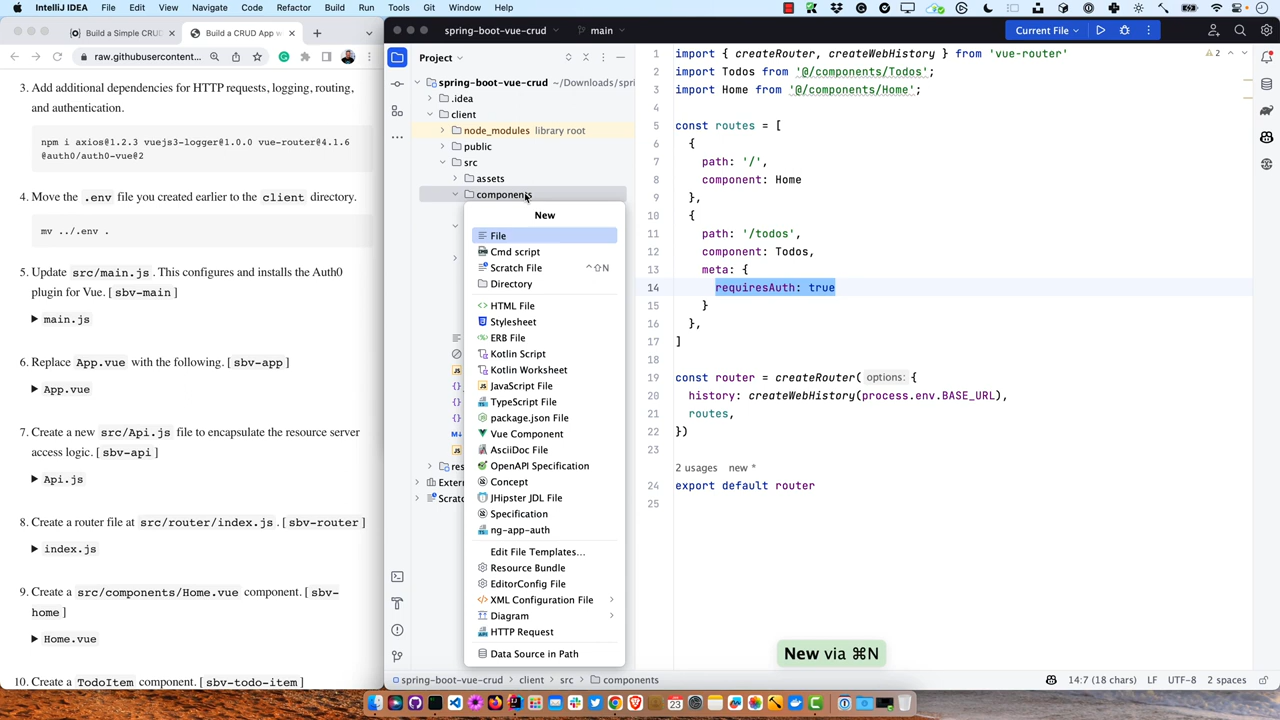 IntelliJ IDEA File Edit View Navigate Code Refactor Build Run Tools Git Window Help
Build a Simple CRUD
Build a CRUD App w
raw.githubusercontent...
3. Add additional dependencies for HTTP requests, logging, routing,
and authentication.
npm i axios@1.2.3 vuejs3-logger@1.0.0 vue-router@4.1.6
@auth0/auth0-vue@2
4. Move the .env file you created earlier to the client directory.
mv ../.env .
5. Update src/main.js. This configures and installs the Auth0
plugin for Vue. [sbv-main]
main.js
6. Replace App.vue with the following. [sbv-app]
App.vue
7. Create a new src/Api.js file to encapsulate the resource server
access logic. [sbv-api]
Api.js
8. Create a router file at src/router/index.js. [sbv-router]
index.js
9. Create a src/components/Home.vue component. [sbv-
home]
Home.vue
10. Create a TodoItem component. [sbv-todo-item]
spring-boot-vue-crud main Current File
Project
spring-boot-vue-crud ~/Downloads/spri
.idea
client
node_modules library root
public
src
assets
components
res
Extern
Scratc
New
File
Cmd script
Scratch File ⌃⇧N
Directory
HTML File
Stylesheet
ERB File
Kotlin Script
Kotlin Worksheet
JavaScript File
TypeScript File
package.json File
Vue Component
AsciiDoc File
OpenAPI Specification
Concept
JHipster JDL File
Specification
ng-app-auth
Edit File Templates...
Resource Bundle
EditorConfig File
XML Configuration File
Diagram
HTTP Request
Data Source in Path
2
1 import { createRouter, createWebHistory } from 'vue-router'
2 import Todos from '@/components/Todos';
3 import Home from '@/components/Home';
4
5 const routes = [
6 {
7 path: '/',
8 component: Home
9 },
10 {
11 path: '/todos',
12 component: Todos,
13 meta: {
14 requiresAuth: true
15 }
16 },
17 ]
18
19 const router = createRouter( options: {
20 history: createWebHistory(process.env.BASE_URL),
21 routes,
22 })
23
2 usages new *
24 export default router
25
New via ⌘N
spring-boot-vue-crud > client > src > components
14:7 (18 chars) LF UTF-8 2 spaces
23